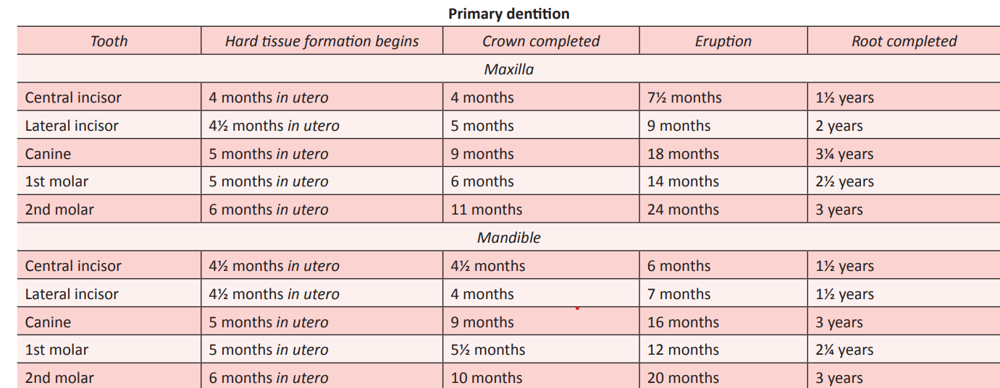 Primary dentition
Tooth Hard tissue formation begins Crown completed Eruption Root completed
Maxilla
Central incisor 4 months in utero 4 months 7½ months 1½ years
Lateral incisor 4½ months in utero 5 months 9 months 2 years
Canine 5 months in utero 9 months 18 months 3¼ years
1st molar 5 months in utero 6 months 14 months 2½ years
2nd molar 6 months in utero 11 months 24 months 3 years
Mandible
Central incisor 4½ months in utero 4½ months 6 months 1½ years
Lateral incisor 4½ months in utero 4 months 7 months 1½ years
Canine 5 months in utero 9 months 16 months 3 years
1st molar 5 months in utero 5½ months 12 months 2¼ years
2nd molar 6 months in utero 10 months 20 months 3 years